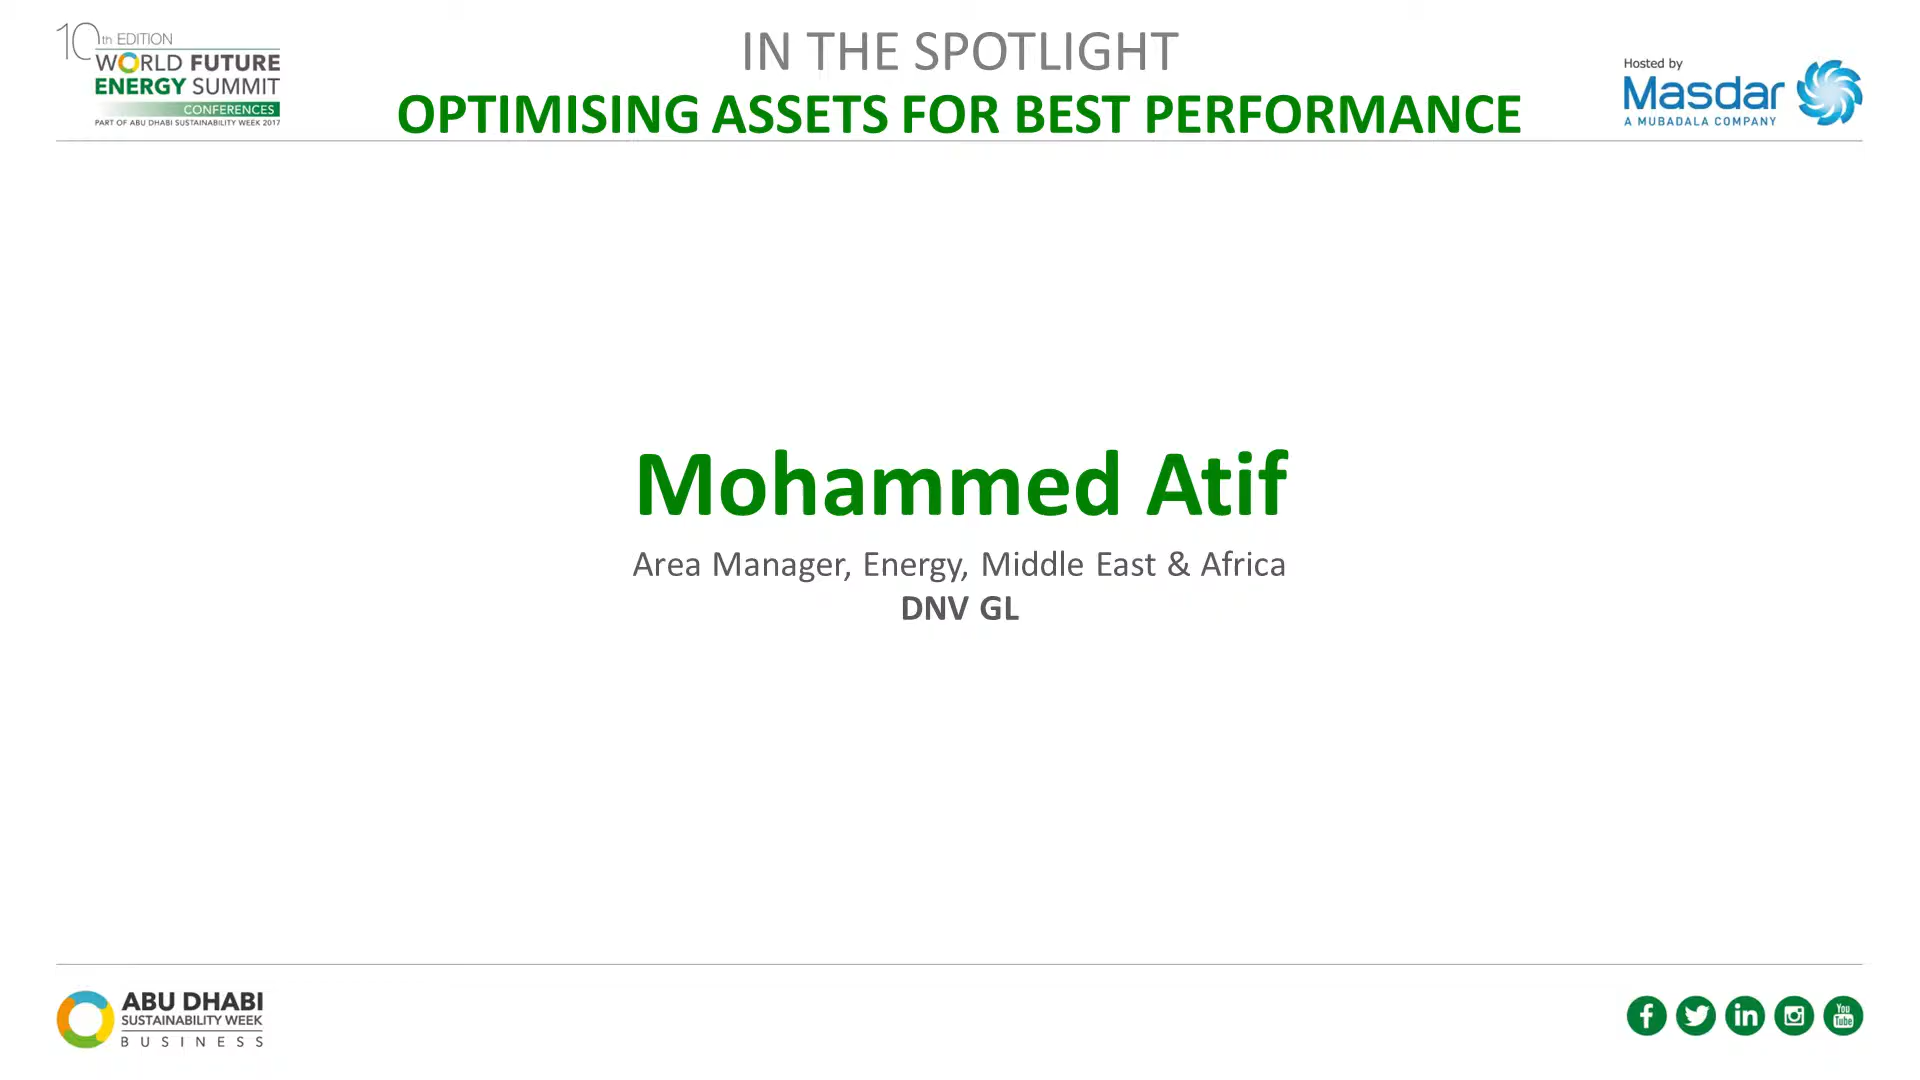 10th EDITION
WORLD FUTURE
ENERGY SUMMIT
CONFERENCES
PART OF ABU DHABI SUSTAINABILITY WEEK 2017
IN THE SPOTLIGHT
OPTIMISING ASSETS FOR BEST PERFORMANCE
Hosted by
Masdar
A MUBADALA COMPANY
Mohammed Atif
Area Manager, Energy, Middle East & Africa
DNV GL
ABU DHABI
SUSTAINABILITY WEEK
BUSINESS
You
Tube